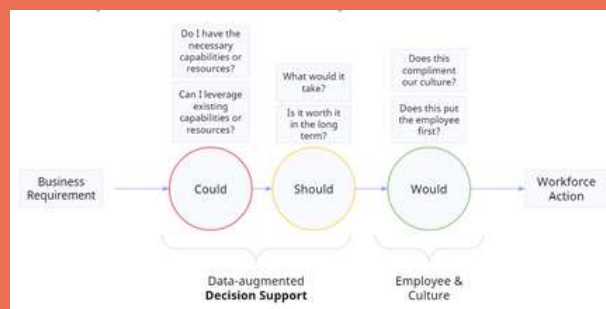 Do I have the
necessary
capabilities or
resources?
Can I leverage
existing
capabilities or
resources?
What would it
take?
Is it worth it
in the long
term?
Does this
compliment
our culture?
Does this put
the employee
first?
Business
Requirement
Could
Should
Would
Workforce
Action
Data-augmented
Decision Support
Employee &
Culture